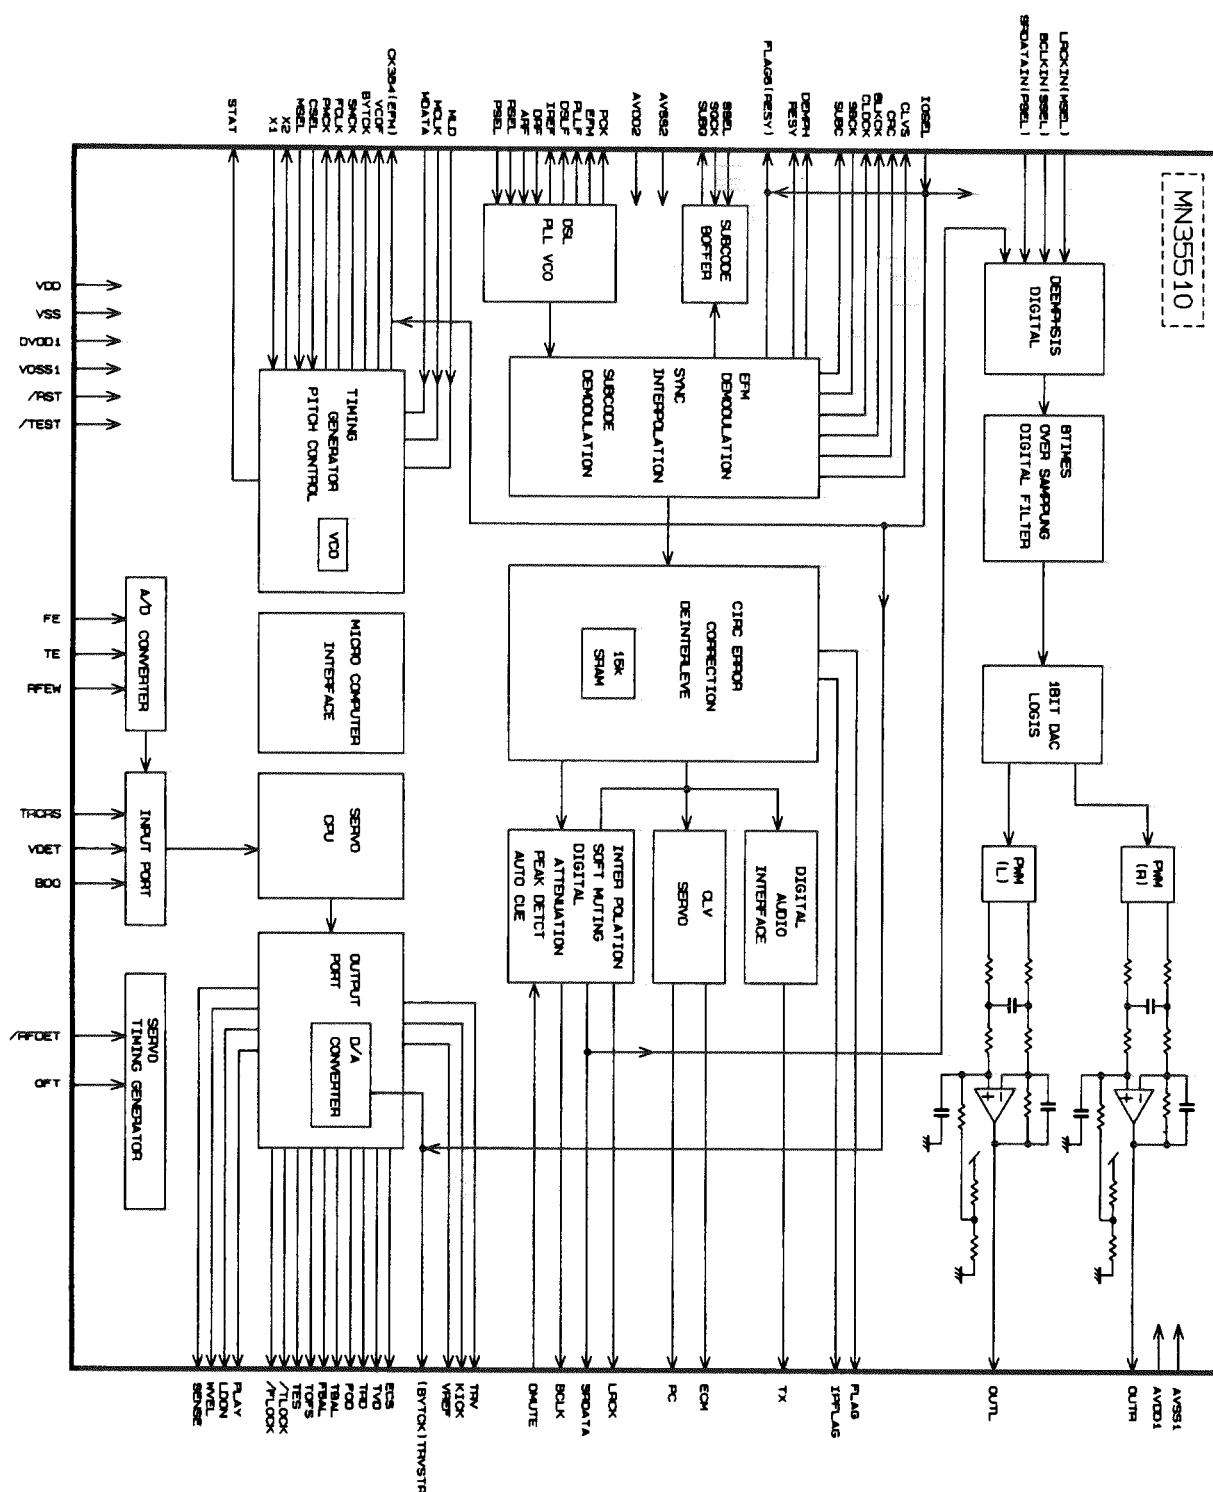 MN35510
LRCKIN(MSEL)
BCLKIN(SSEL)
SRDATAIN(PSEL)
IOSEL
CLVS
CRC
BLKCK
CLDCK
SBCK
SUBC
DEMPH
RESY
FLAG6(RESY)
SSEL
SQCK
SUBQ
AVSS2
AVDD2
PCK
EFM
PLLF
DSLF
IREF
DRF
ARF
RSEL
PSEL
MLD
MCLK
MDATA
CK384(EFM)
VCOF
BYTCK
SMCK
FCLK
PMCK
CSEL
MSEL
X2
X1
STAT
DEEMPHSIS
DIGITAL
SUBCODE
BOFFER
DSL
PLL VCO
BTIMES
OVER SAMPPUNG
DIGITAL FILTER
EFM
DEMODULATION
SYNC
INTERPOLATION
SUBCODE
DEMODULATION
TIMING
GENERATOR
PITCH CONTROL
VCO
VDD
VSS
DVDD1
VOSS1
/RST
/TEST
1BIT DAC
LOGIS
CIRC ERROR
CORRECTION
DEINTERLEVE
16k
SRAM
MICRO COMPUTER
INTERFACE
A/D CONVERTER
FE
TE
RFEW
PWM
(R)
PWM
(L)
DIGITAL
AUDIO
INTERFACE
CLV
SERVO
INTER POLATION
SOFT MUTING
DIGITAL
ATTENUATION
PEAK DETCT
AUTO CUE
SERVO
CPU
INPUT PORT
TRCRS
VDET
BDO
OUTPUT
PORT
D/A
CONVERTER
SERVO
TIMING GENERATOR
/RFDET
OFT
+
-
+
-
AVSS1
AVDD1
OUTR
OUTL
FLAG
IPFLAG
TX
ECM
PC
LRCK
SRDATA
BCLK
DMUTE
TRV
KICK
VREF
(BYTCK)TRVSTP
ECS
TVD
TRD
FOD
TBAL
FBAL
TOFS
TES
/TLOCK
/FLOCK
PLAY
LDON
WVEL
SENSE